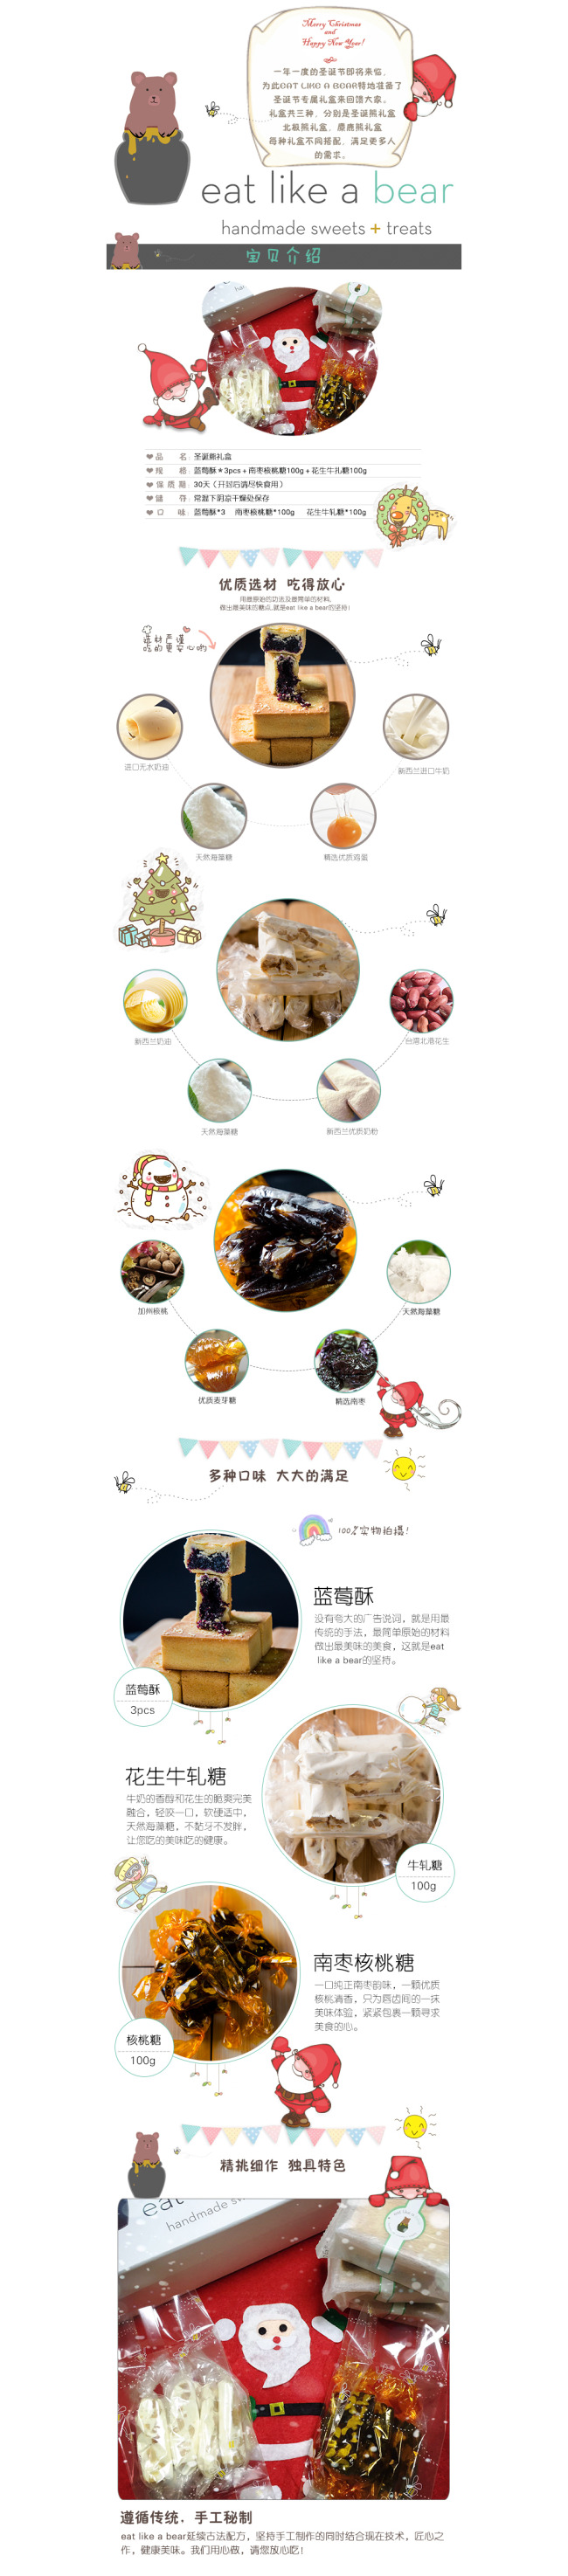 Merry Christmas
and
Happy New Year!
一年一度的圣诞节即将来临,
为此EAT LIKE A BEAR特地准备了
圣诞节专属礼盒来回馈大家。
礼盒共三种，分别是圣诞熊礼盒
北极熊礼盒，麋鹿熊礼盒
每种礼盒不同搭配，满足更多人
的需求。
eat like a bear
handmade sweets + treats
宝贝介绍
品 名: 圣诞熊礼盒
规 格: 蓝莓酥*3pcs+南枣核桃糖100g+花生牛扎糖100g
保质期: 30天（开封后请尽快食用）
储 存: 常温下阴凉干燥处保存
口 味: 蓝莓酥*3 南枣核桃糖*100g 花生牛轧糖*100g
优质选材 吃得放心
用最原始的功法及最简单的材料,
做出最美味的糖点,就是eat like a bear的坚持!
选材严谨
吃的更安心哟
进口无水奶油
新西兰进口牛奶
天然海藻糖
精选优质鸡蛋
新西兰奶油
台湾北港花生
天然海藻糖
新西兰优质奶粉
加州核桃
天然海藻糖
优质麦芽糖
精选南枣
多种口味 大大的满足
100%实物拍摄!
蓝莓酥
没有夸大的广告说词，就是用最
传统的手法，最简单原始的材料
做出最美味的美食，这就是eat
like a bear的坚持。
蓝莓酥
3pcs
花生牛轧糖
牛奶的香醇和花生的脆爽完美
融合，轻咬一口，软硬适中，
天然海藻糖，不黏牙不发胖，
让您吃的美味吃的健康。
牛轧糖
100g
南枣核桃糖
一口纯正南枣韵味，一颗优质
核桃清香，只为唇齿间的一抹
美味体验，紧紧包裹一颗寻求
美食的心。
核桃糖
100g
精挑细作 独具特色
eat
handmade sw
遵循传统，手工秘制
eat like a bear延续古法配方，坚持手工制作的同时结合现在技术，匠心之
作，健康美味。我们用心做，请您放心吃!